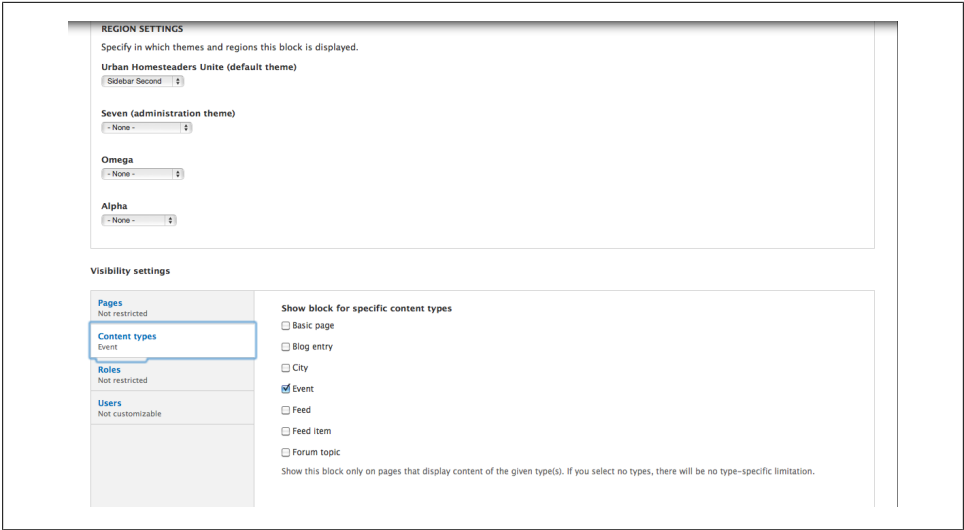 REGION SETTINGS
Specify in which themes and regions this block is displayed.
Urban Homesteaders Unite (default theme)
Sidebar Second
Seven (administration theme)
- None -
Omega
- None -
Alpha
- None -
Visibility settings
Pages
Not restricted
Content types
Event
Roles
Not restricted
Users
Not customizable
Show block for specific content types
Basic page
Blog entry
City
Event
Feed
Feed item
Forum topic
Show this block only on pages that display content of the given type(s). If you select no types, there will be no type-specific limitation.